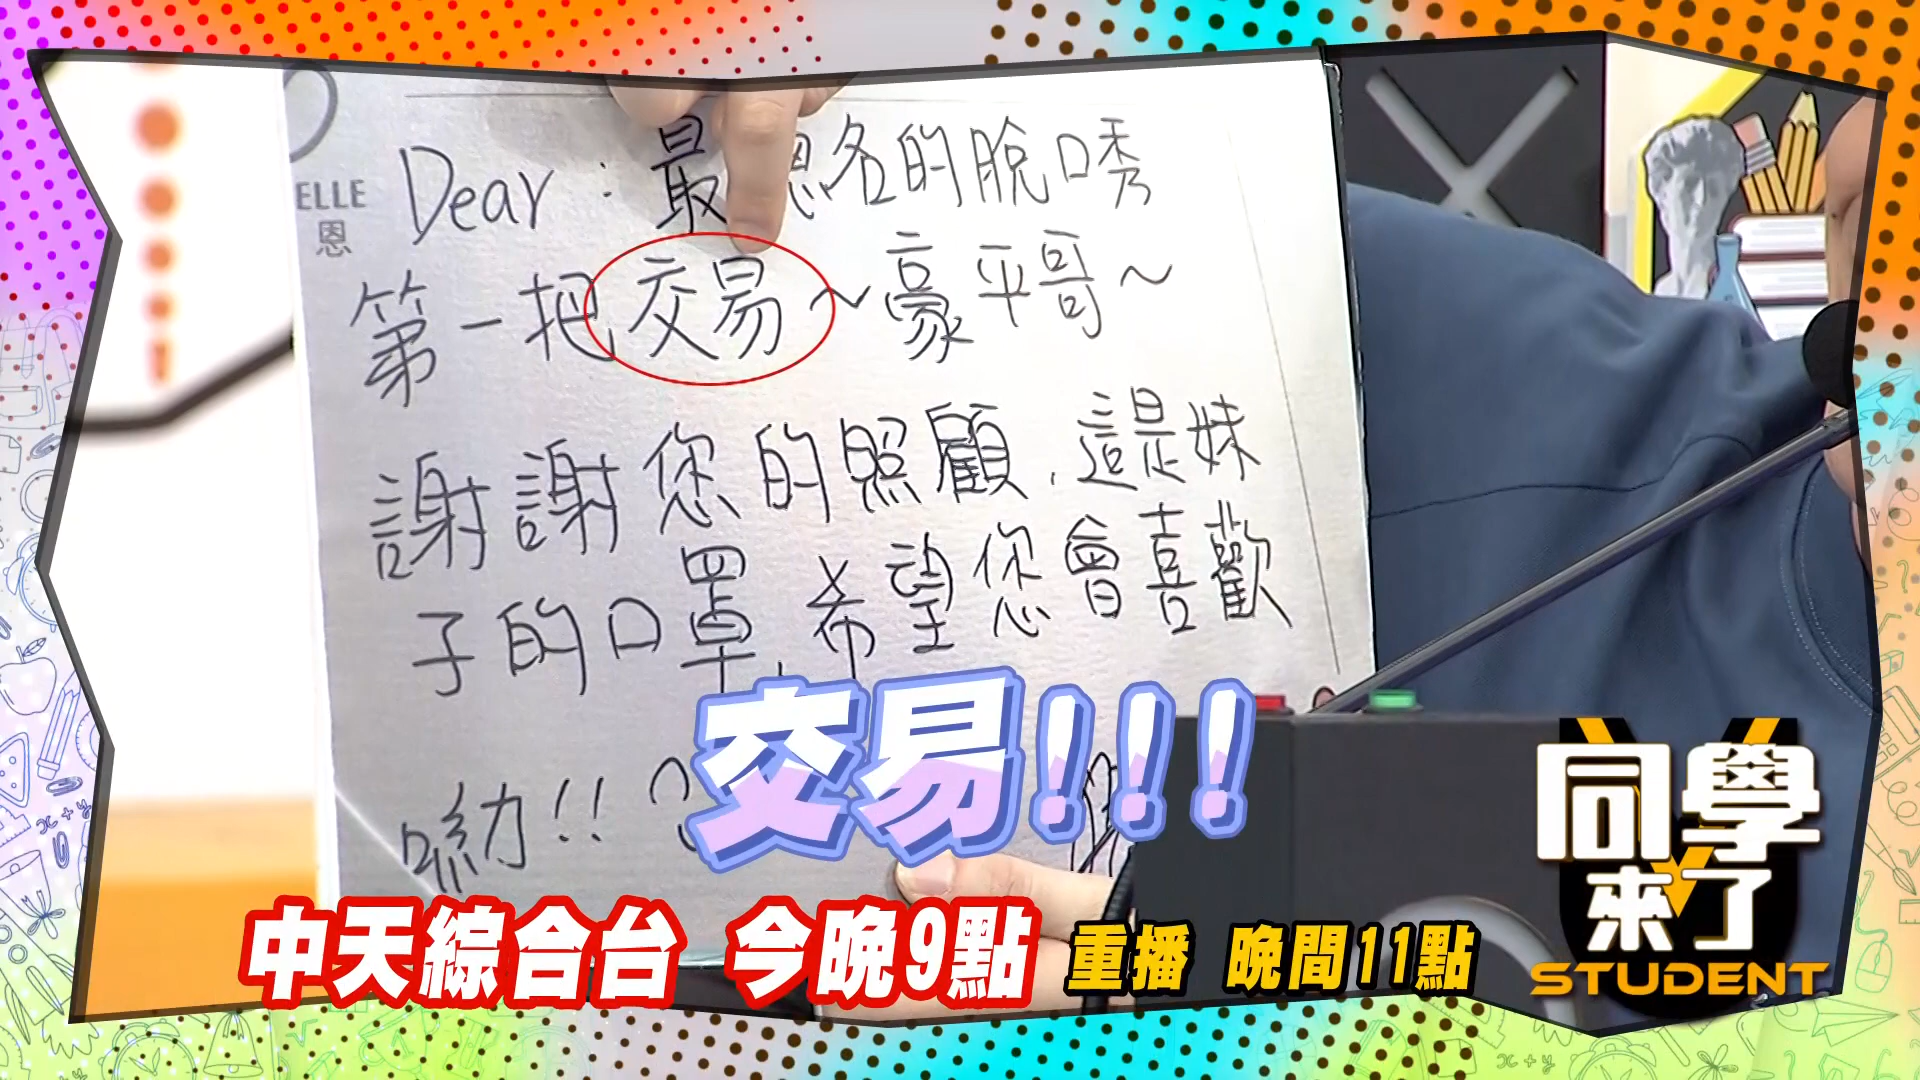 ELLE
恩
Dear：最 名的脫口秀
第一把交易～豪平哥～
謝謝您的照顧，這是妹
子的口罩，希望您會喜歡
呦!!
交易!!!
中天綜合台 今晚9點 重播 晚間11點
同學來了
STUDENT